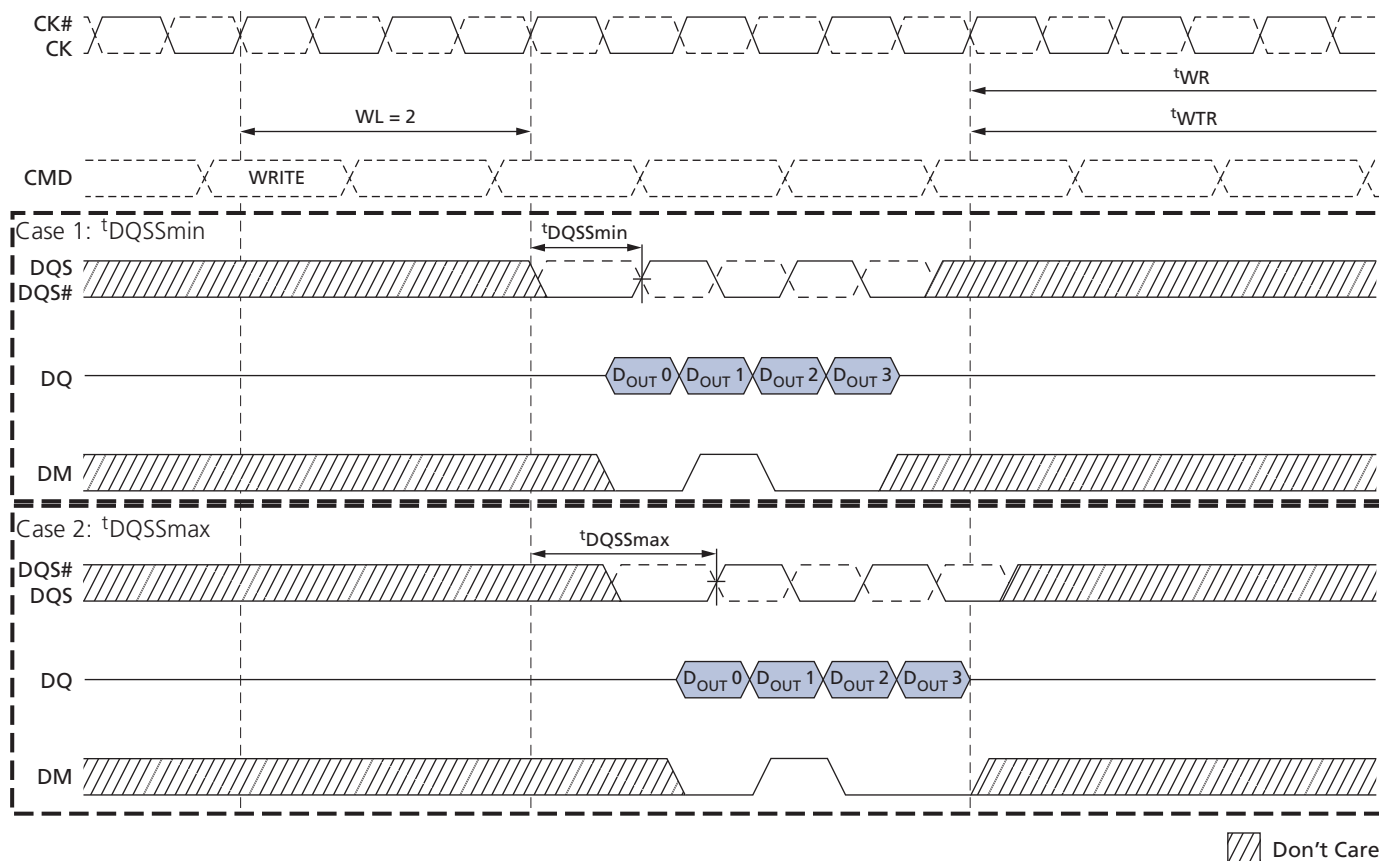 CK#
CK
tWR
WL = 2
tWTR
CMD
WRITE
Case 1: tDQSSmin
tDQSSmin
DQS
DQS#
DQ
DOUT 0 DOUT 1 DOUT 2 DOUT 3
DM
Case 2: tDQSSmax
tDQSSmax
DQS#
DQS
DQ
DOUT 0 DOUT 1 DOUT 2 DOUT 3
DM
Don't Care